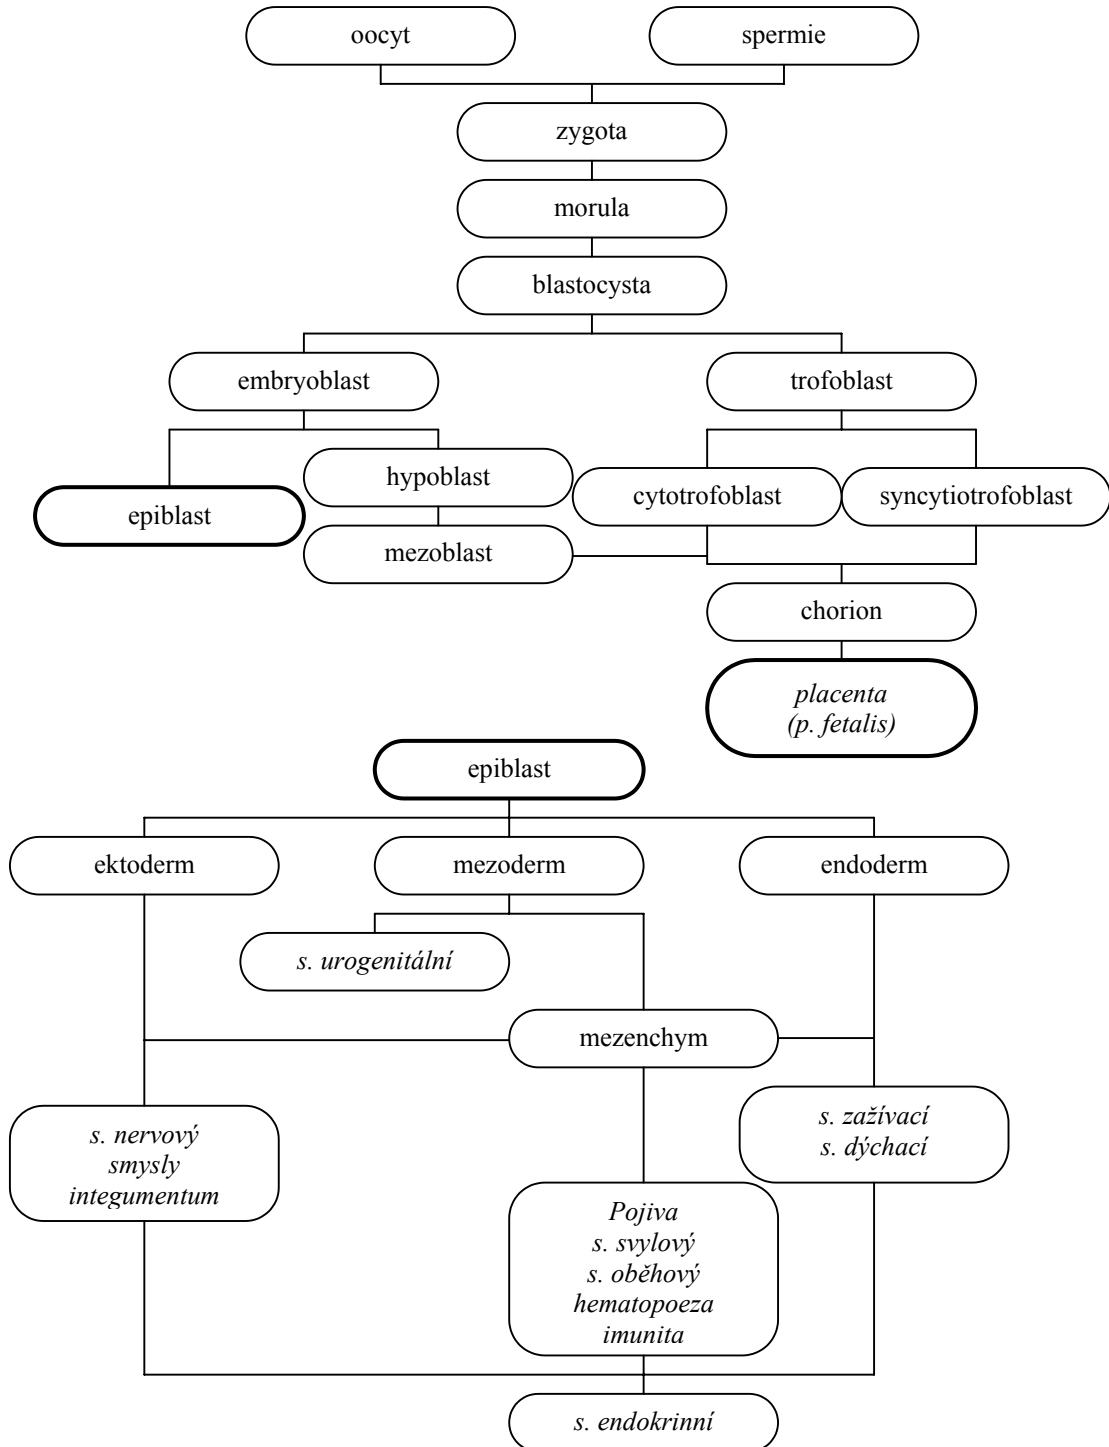 oocyt
spermie
zygota
morula
blastocysta
embryoblast
trofoblast
hypoblast
cytotrofoblast
syncytiotrofoblast
epiblast
mezoblast
chorion
placenta
(p. fetalis)
epiblast
ektoderm
mezoderm
endoderm
s. urogenitální
mezenchym
s. nervový
smysly
integumentum
s. zažívací
s. dýchací
Pojiva
s. svylový
s. oběhový
hematopoeza
imunita
s. endokrinní